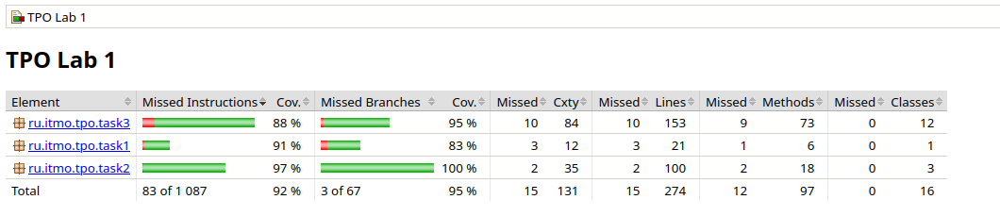 TPO Lab 1
TPO Lab 1
Element Missed Instructions Cov. Missed Branches Cov. Missed Cxty Missed Lines Missed Methods Missed Classes
ru.itmo.tpo.task3 88 % 95 % 10 84 10 153 9 73 0 12
ru.itmo.tpo.task1 91 % 83 % 3 12 3 21 1 6 0 1
ru.itmo.tpo.task2 97 % 100 % 2 35 2 100 2 18 0 3
Total 83 of 1 087 92 % 3 of 67 95 % 15 131 15 274 12 97 0 16